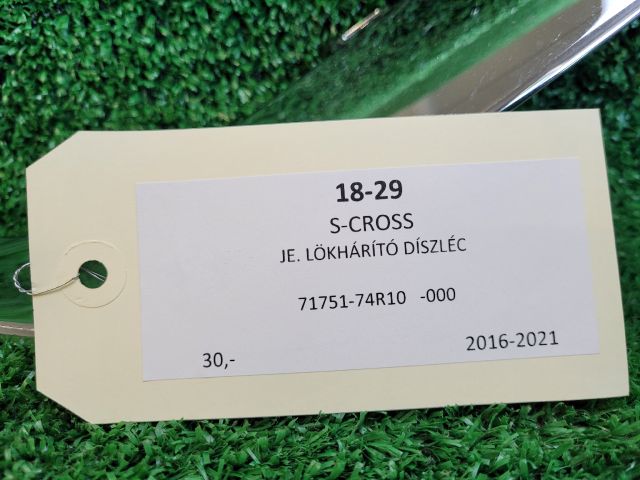 18-29
S-CROSS
JE. LÖKHÁRÍTÓ DÍSZLÉC
71751-74R10 -000
30,- 2016-2021